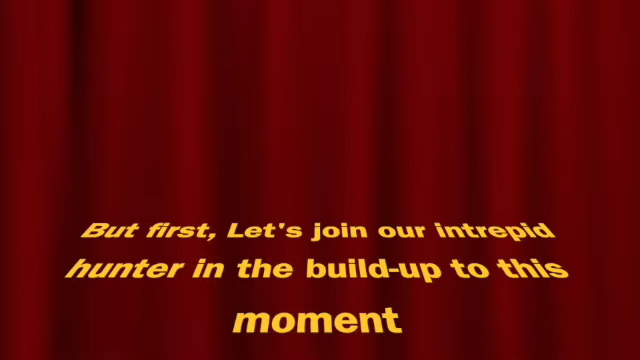 But first, Let's join our intrepid
hunter in the build-up to this
moment